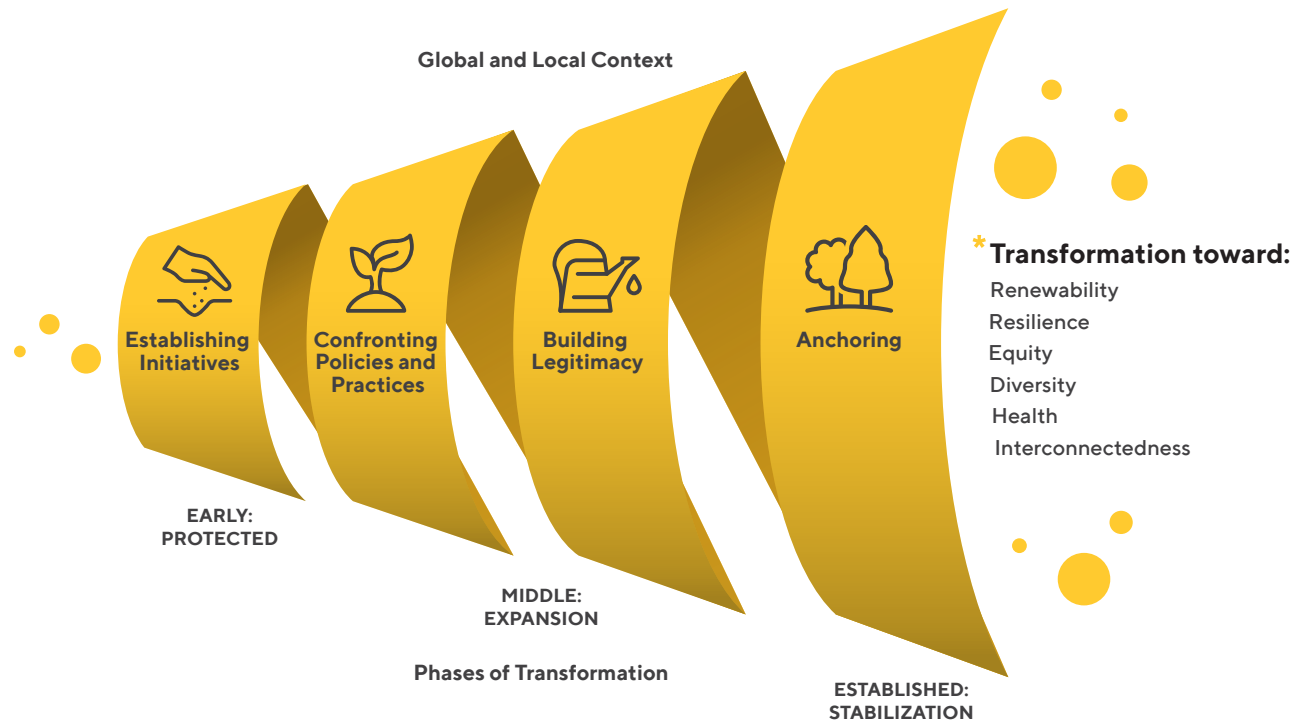 Global and Local Context
Establishing
Initiatives
Confronting
Policies and
Practices
Building
Legitimacy
Anchoring
* Transformation toward:
Renewability
Resilience
Equity
Diversity
Health
Interconnectedness
EARLY:
PROTECTED
MIDDLE:
EXPANSION
Phases of Transformation
ESTABLISHED:
STABILIZATION